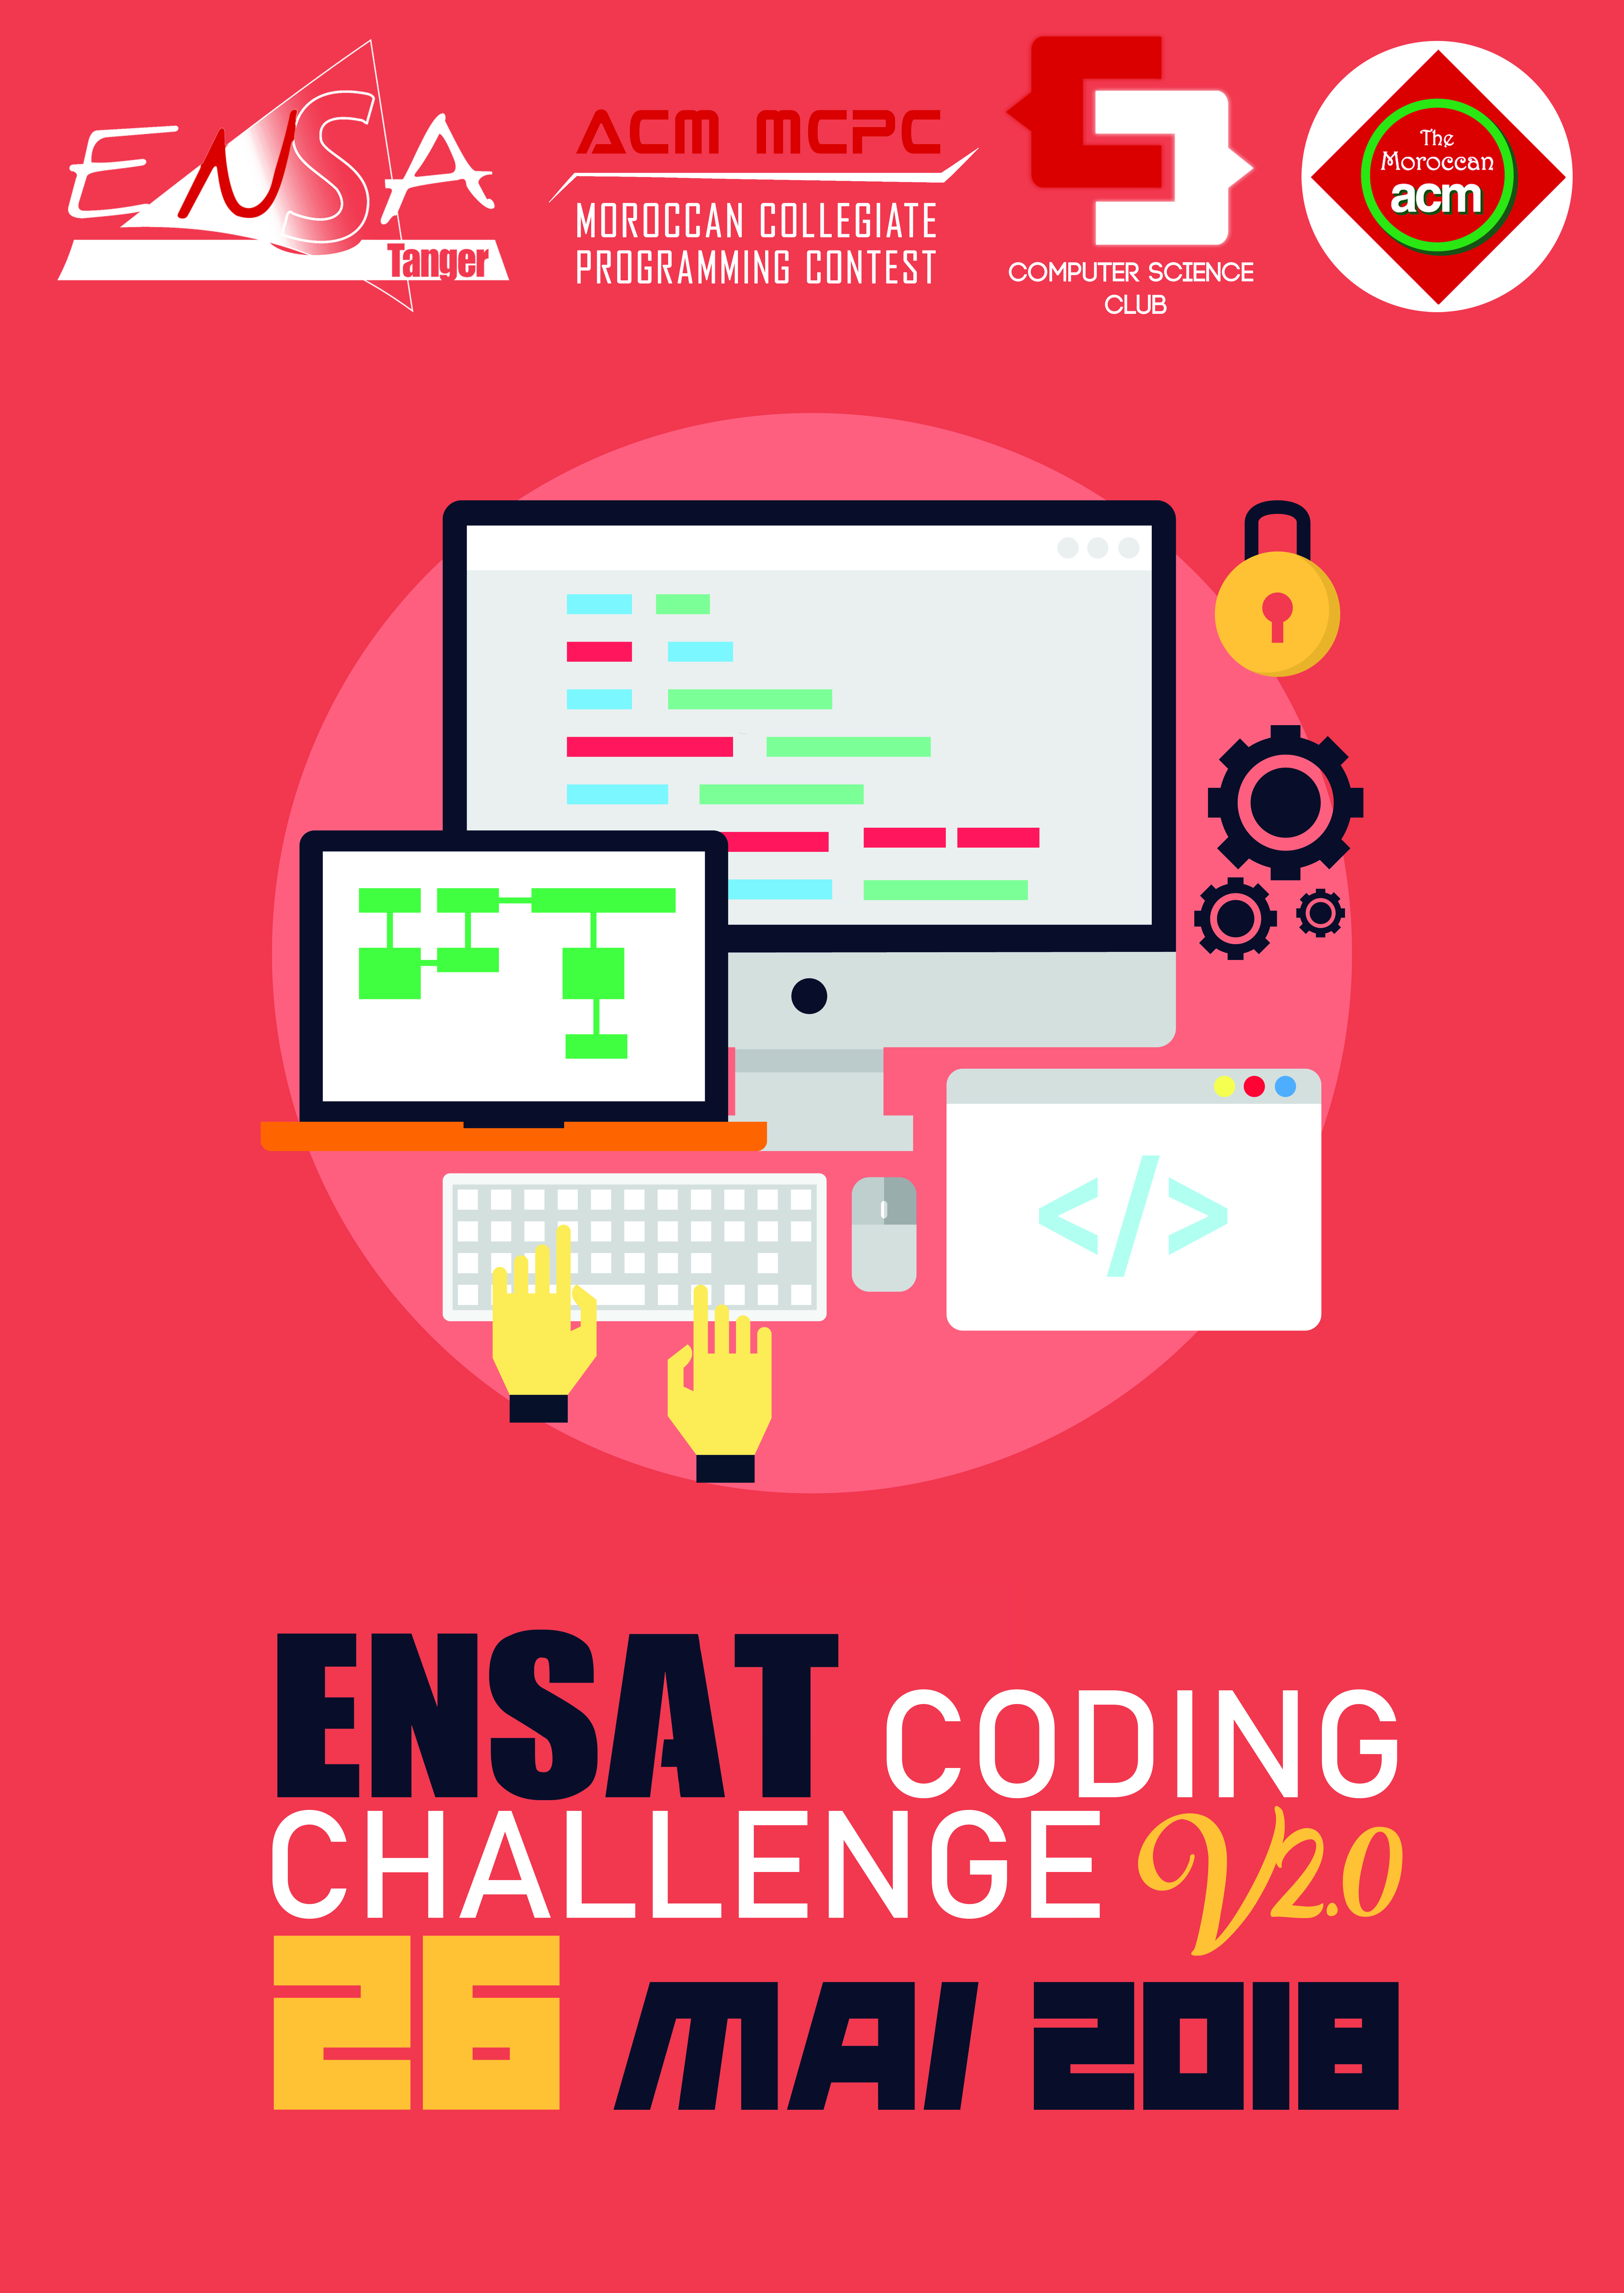 ENSA
Tanger
ACM MCPC
MOROCCAN COLLEGIATE
PROGRAMMING CONTEST
COMPUTER SCIENCE
CLUB
The
Moroccan
acm
</>
ENSAT CODING
CHALLENGE V2.0
26 MAI 2018